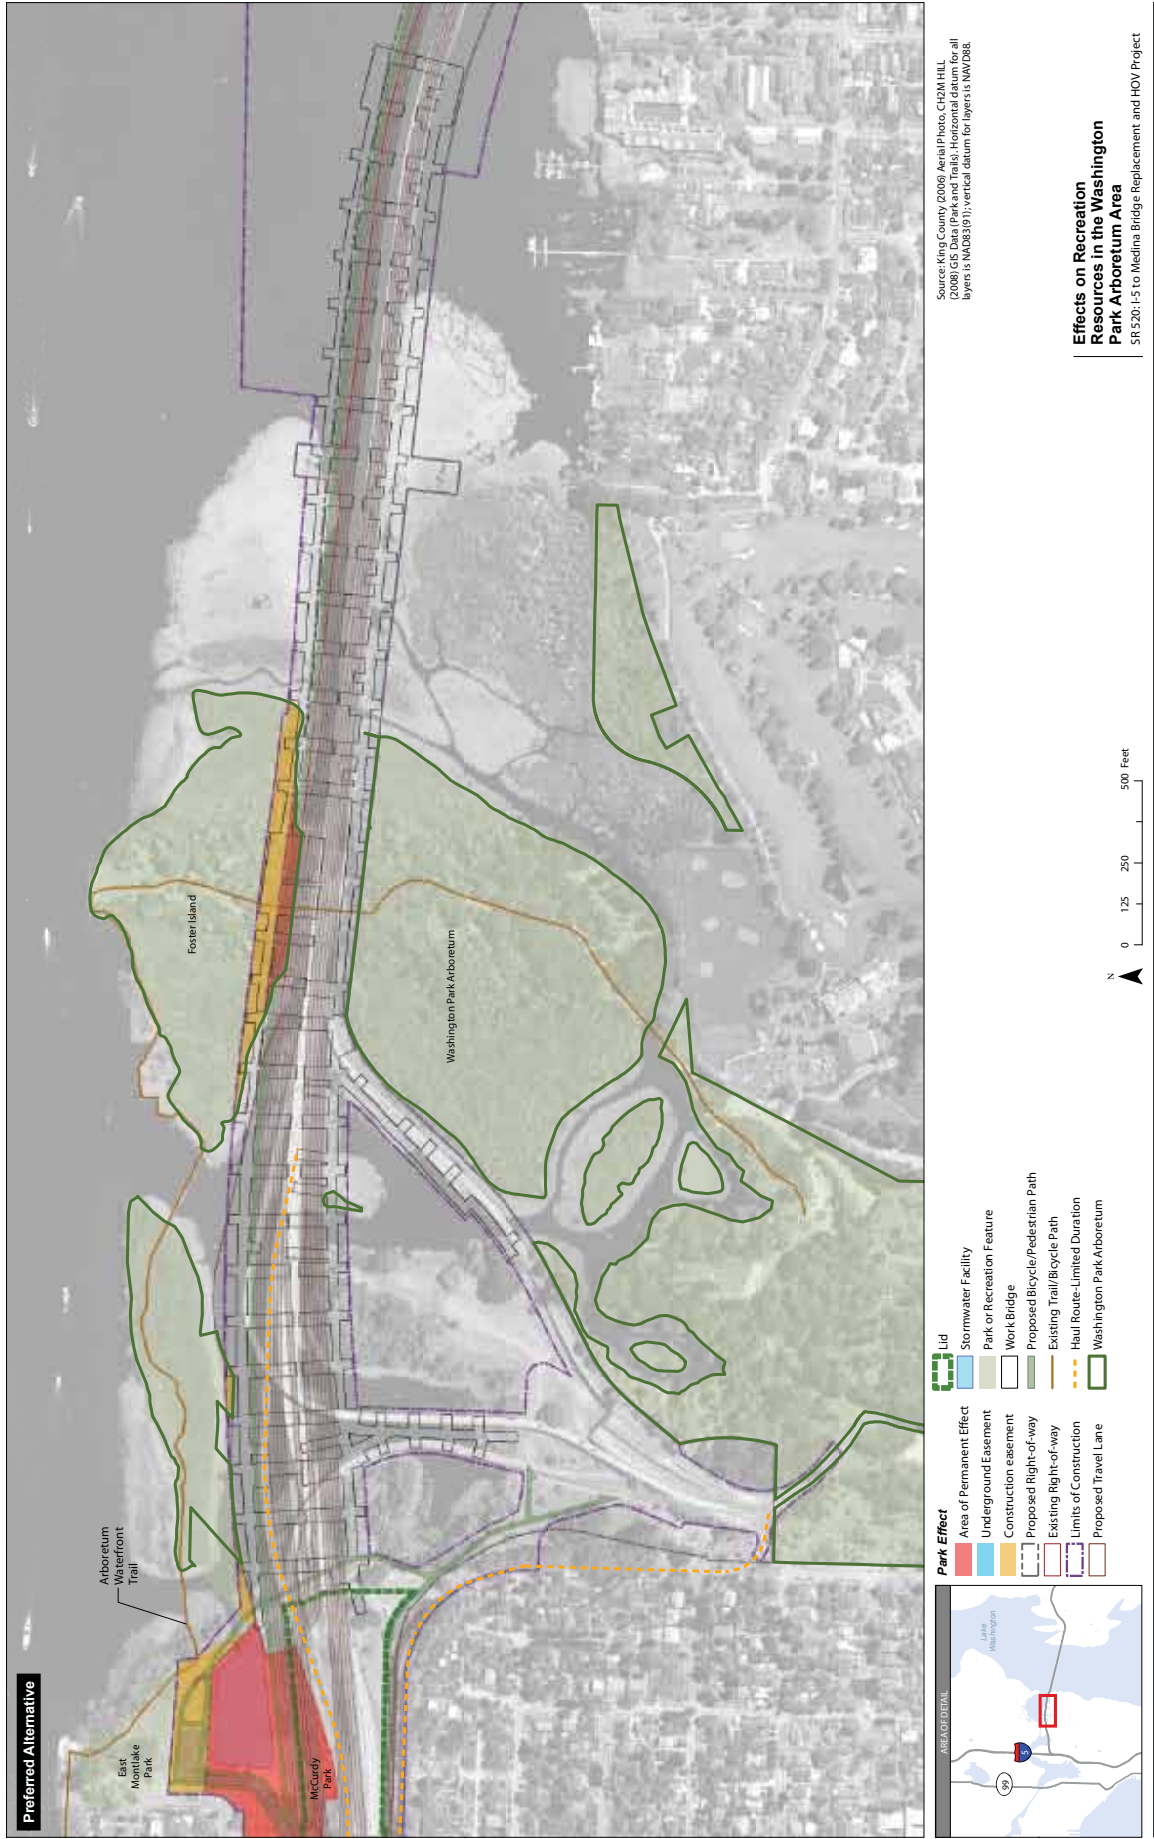 Preferred Alternative
Arboretum
Waterfront
Trail
East
Montlake
Park
McCurdy
Park
Foster Island
Washington Park Arboretum
AREA OF DETAIL
Lake
Washington
5
99
Park Effect
Area of Permanent Effect
Underground Easement
Construction easement
Proposed Right-of-way
Existing Right-of-way
Limits of Construction
Proposed Travel Lane
Lid
Stormwater Facility
Park or Recreation Feature
Work Bridge
Proposed Bicycle/Pedestrian Path
Existing Trail/Bicycle Path
Haul Route-Limited Duration
Washington Park Arboretum
N
0 125 250 500 Feet
Source: King County (2006) Aerial Photo, CH2M HILL
(2008) GIS Data (Park and Trails). Horizontal datum for all
layers is NAD83(91); vertical datum for layers is NAVD88.
Effects on Recreation
Resources in the Washington
Park Arboretum Area
SR 520: I-5 to Medina Bridge Replacement and HOV Project